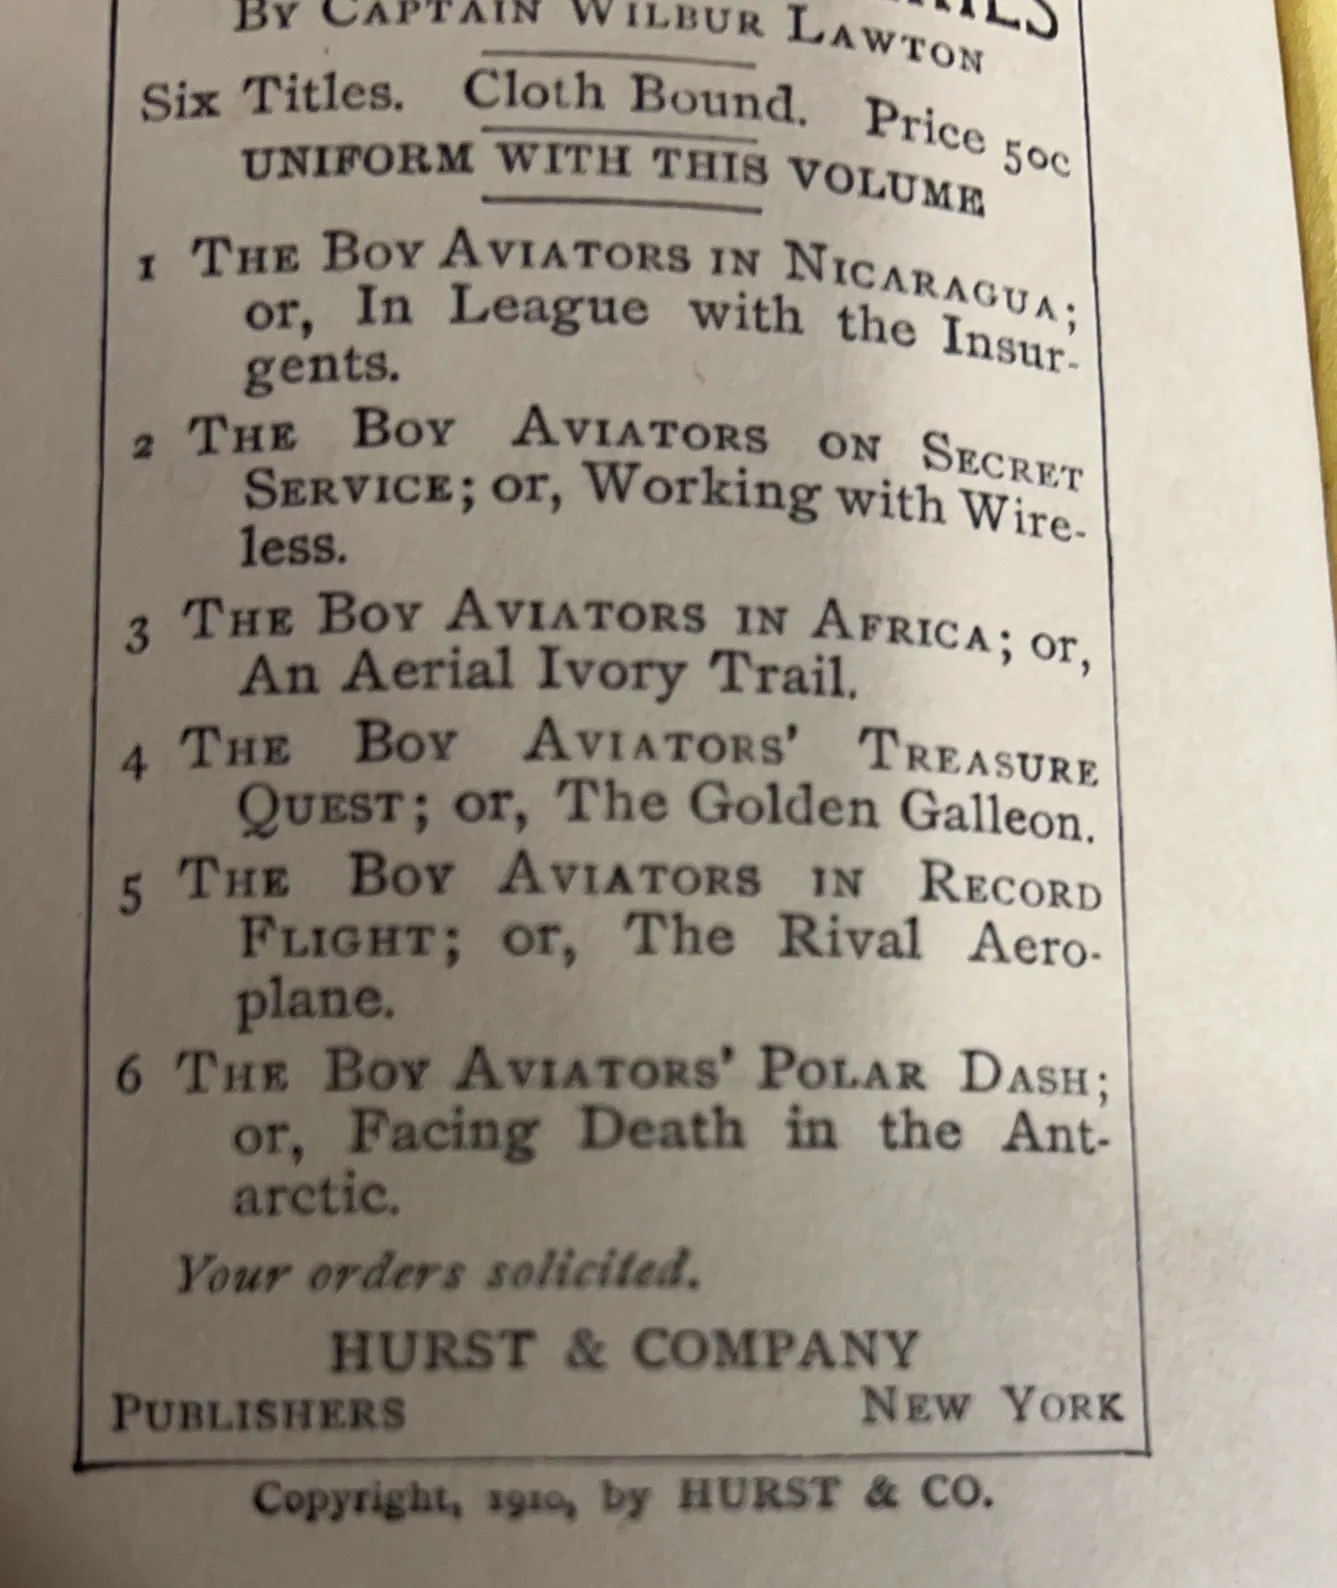 By Captain Wilbur Lawton
Six Titles. Cloth Bound. Price 50c
UNIFORM WITH THIS VOLUME
1 The Boy Aviators in Nicaragua;
or, In League with the Insur-
gents.
2 The Boy Aviators on Secret
Service; or, Working with Wire-
less.
3 The Boy Aviators in Africa; or,
An Aerial Ivory Trail.
4 The Boy Aviators' Treasure
Quest; or, The Golden Galleon.
5 The Boy Aviators in Record
Flight; or, The Rival Aero-
plane.
6 The Boy Aviators' Polar Dash;
or, Facing Death in the Ant-
arctic.
Your orders solicited.
HURST & COMPANY
Publishers New York
Copyright, 1910, by HURST & CO.